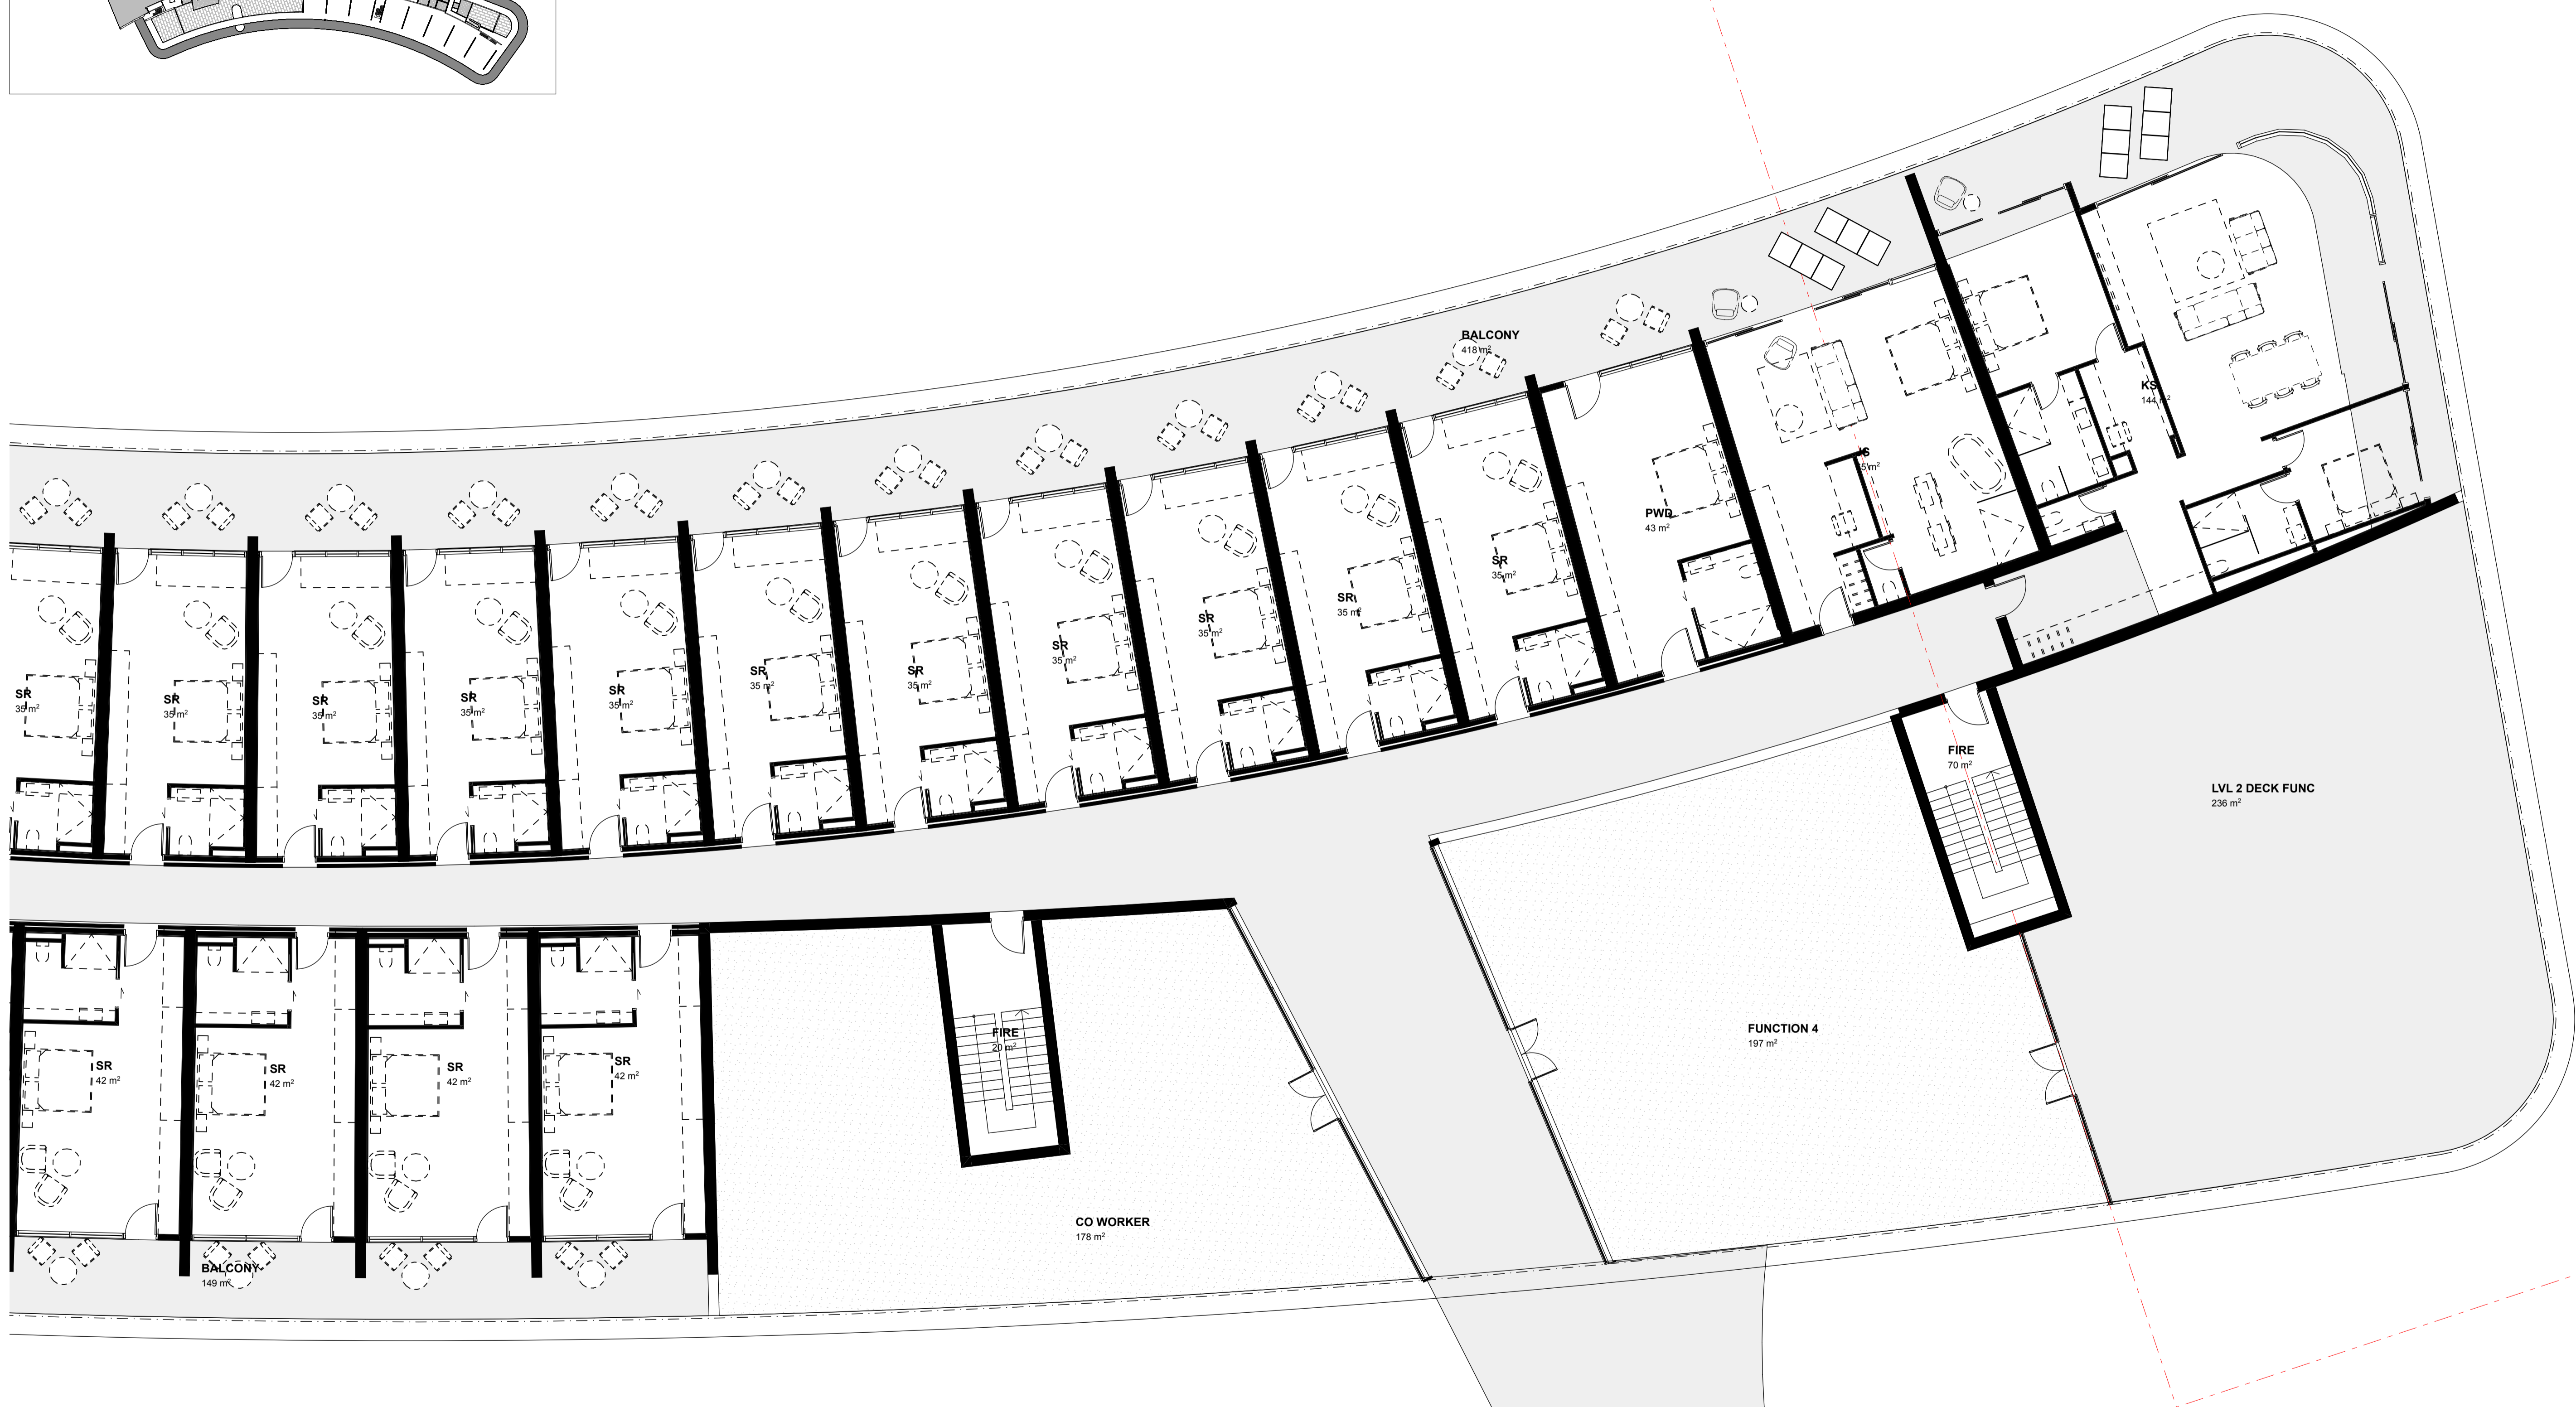 BALCONY
418 m²
KS
144 m²
PWD
43 m²
SR
35 m²
SR
35 m²
SR
35 m²
SR
35 m²
SR
35 m²
SR
35 m²
SR
35 m²
SR
35 m²
SR
35 m²
SR
35 m²
SR
35 m²
FIRE
70 m²
LVL 2 DECK FUNC
236 m²
FIRE
20 m²
FUNCTION 4
197 m²
SR
42 m²
SR
42 m²
SR
42 m²
SR
42 m²
CO WORKER
178 m²
BALCONY
149 m²